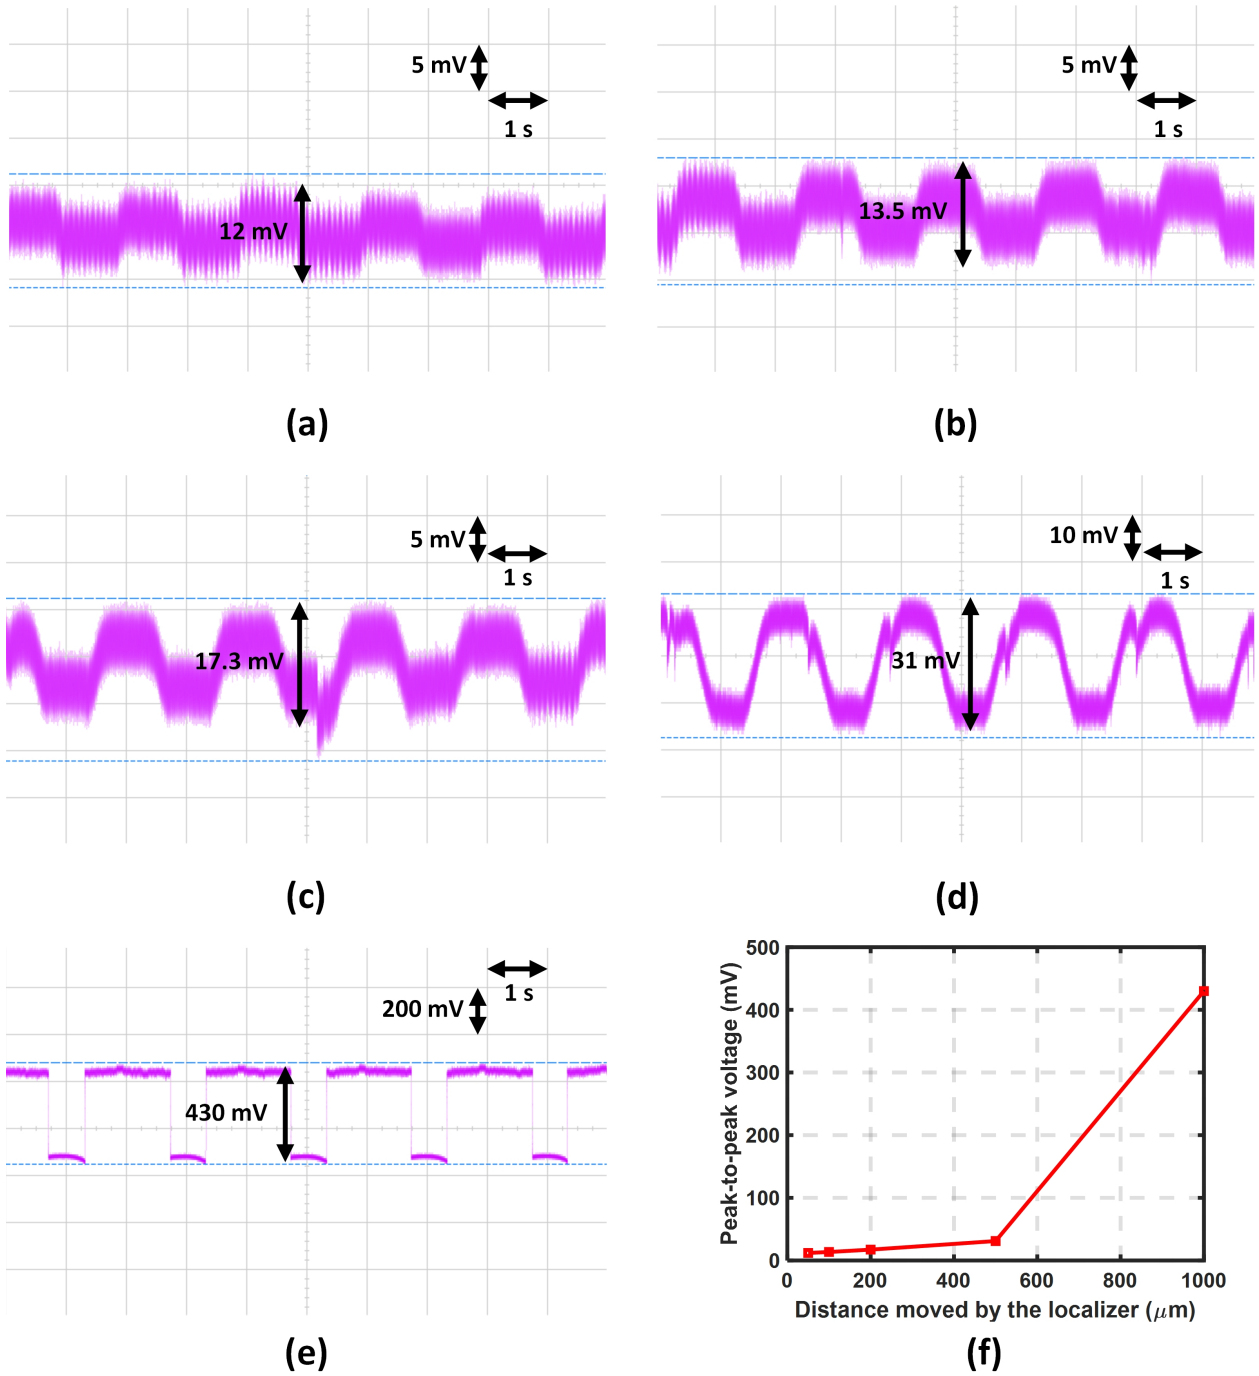 5 mV
1 s
12 mV
(a)
5 mV
1 s
13.5 mV
(b)
5 mV
1 s
17.3 mV
(c)
10 mV
1 s
31 mV
(d)
1 s
200 mV
430 mV
(e)
Peak-to-peak voltage (mV)
500
400
300
200
100
0
0 200 400 600 800 1000
Distance moved by the localizer (μm)
(f)